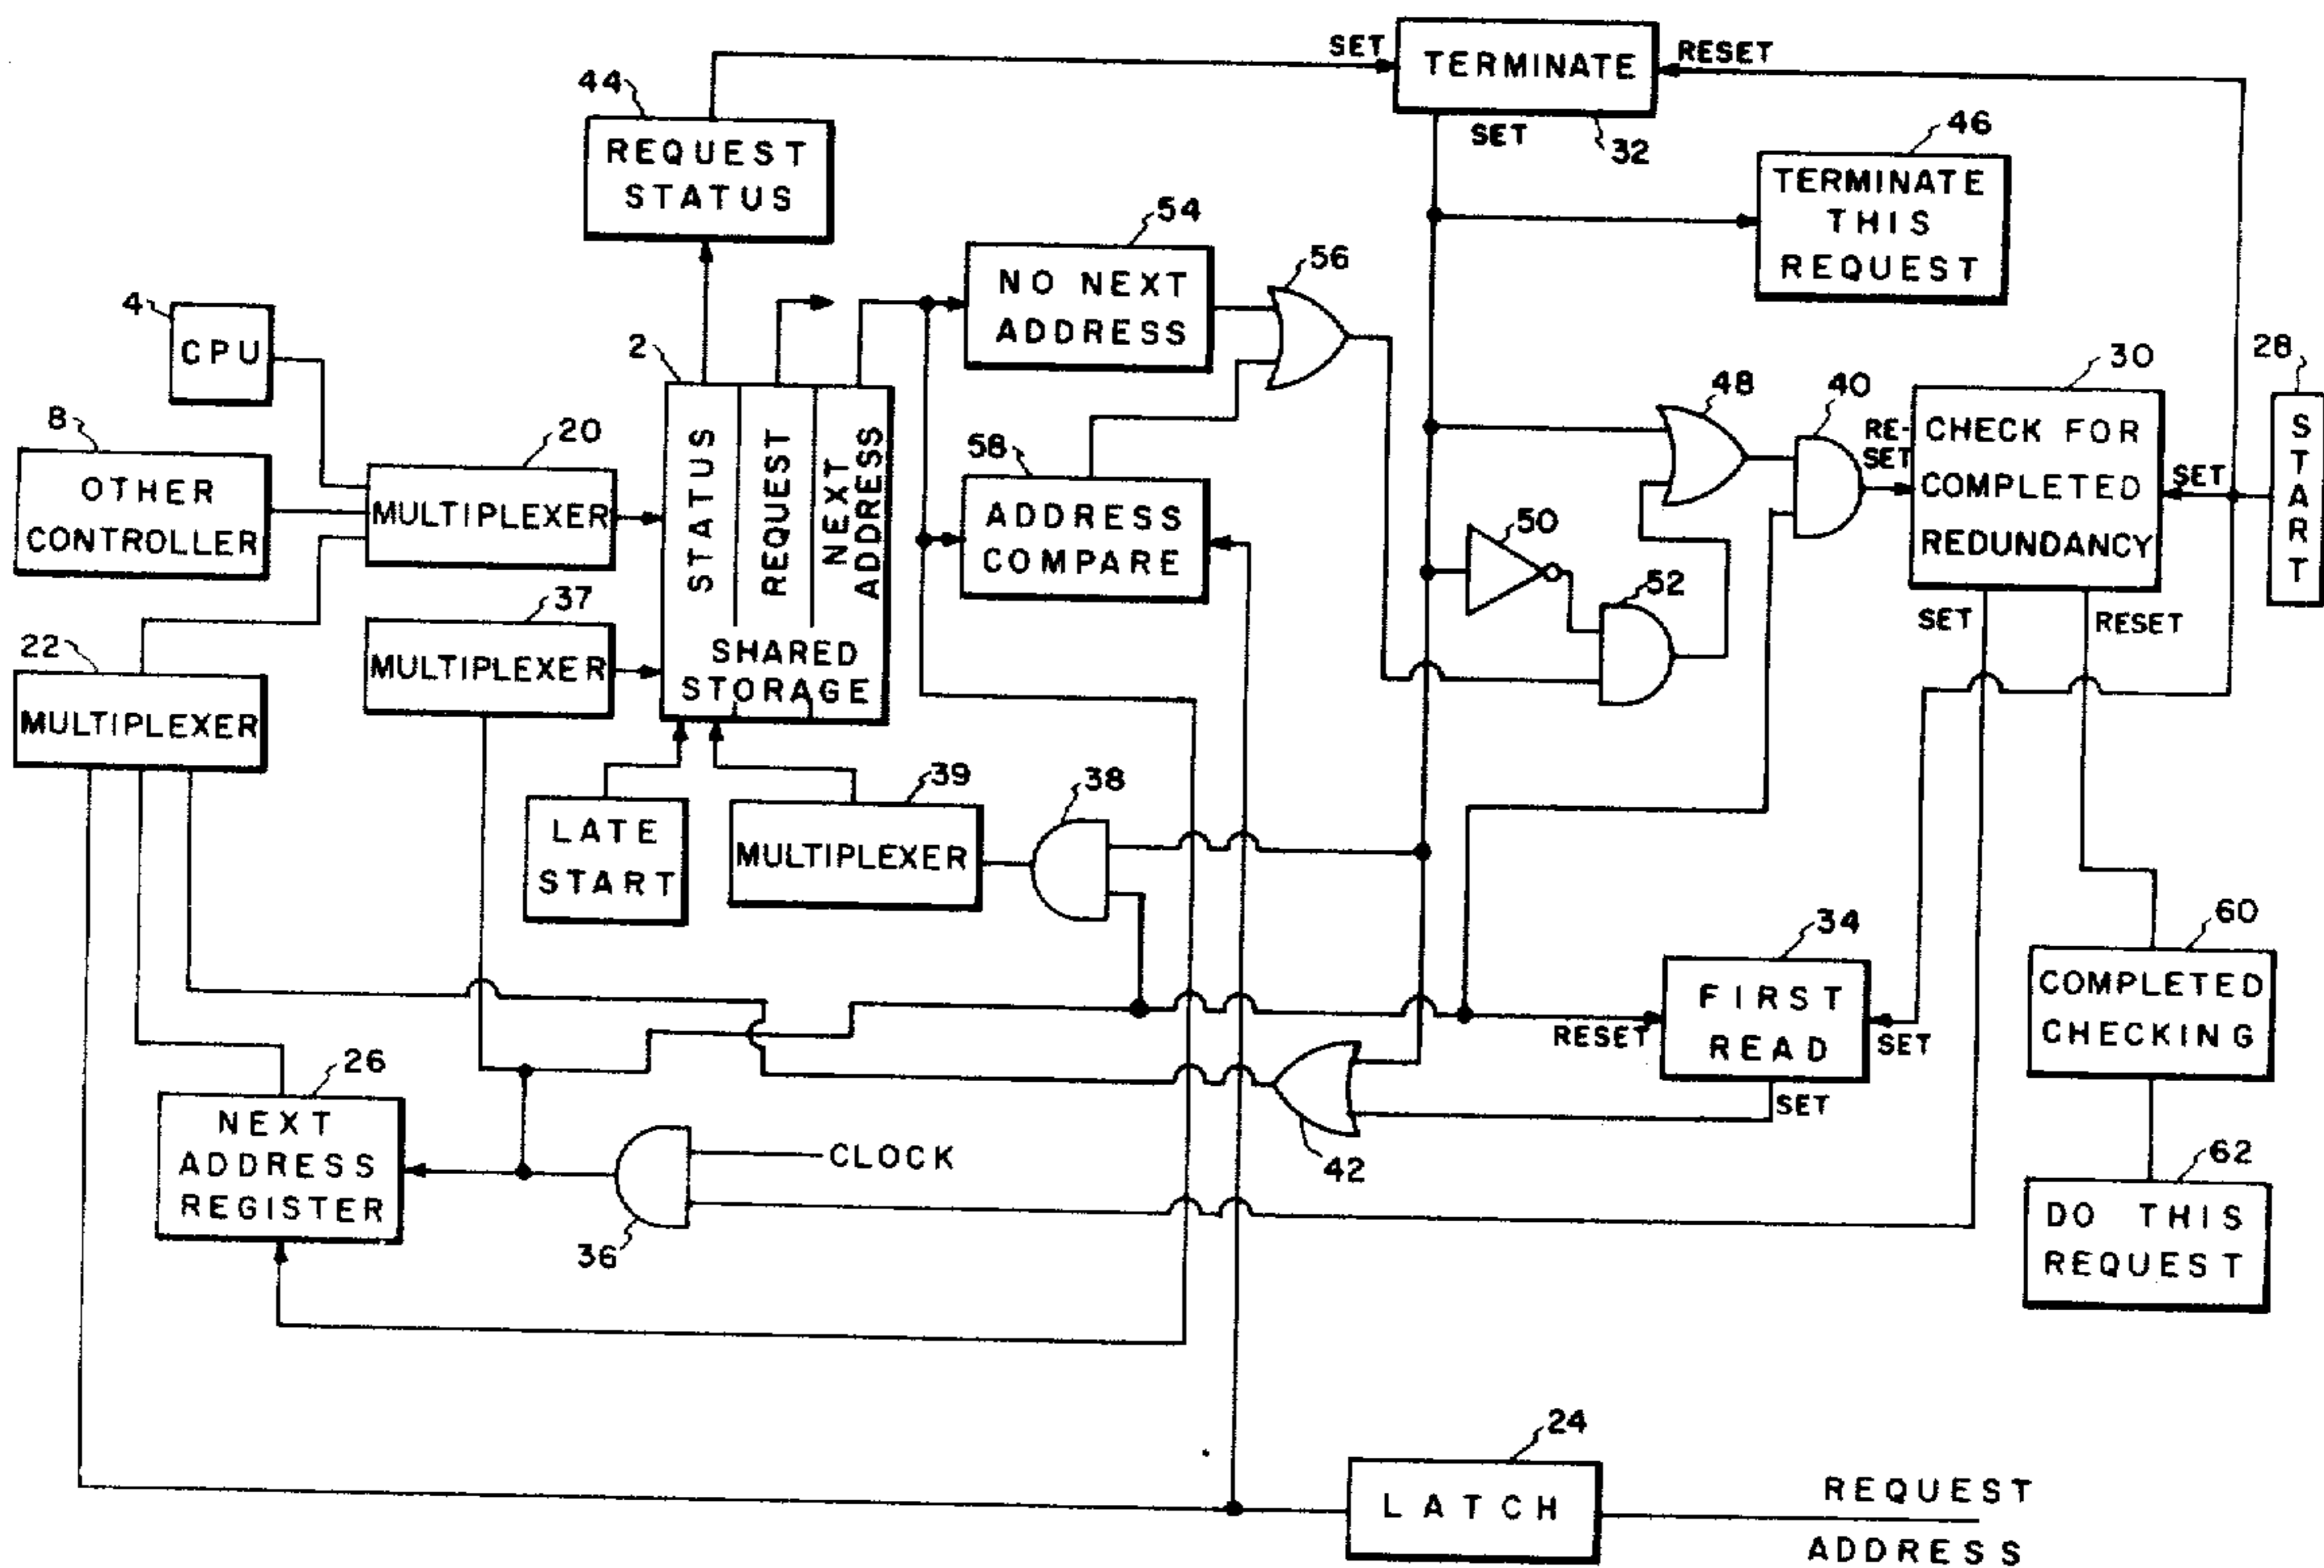 SET
TERMINATE
RESET
SET
32
44
REQUEST
STATUS
46
TERMINATE
THIS
REQUEST
54
NO NEXT
ADDRESS
56
4
CPU
2
STATUS
REQUEST
NEXT
ADDRESS
SHARED
STORAGE
8
OTHER
CONTROLLER
20
MULTIPLEXER
58
ADDRESS
COMPARE
48
40
RE-
SET
30
CHECK FOR
COMPLETED
REDUNDANCY
SET
28
START
50
52
SET
RESET
37
MULTIPLEXER
22
MULTIPLEXER
LATE
START
39
MULTIPLEXER
38
34
FIRST
READ
RESET
SET
SET
60
COMPLETED
CHECKING
26
NEXT
ADDRESS
REGISTER
CLOCK
36
42
62
DO THIS
REQUEST
24
LATCH
REQUEST
ADDRESS